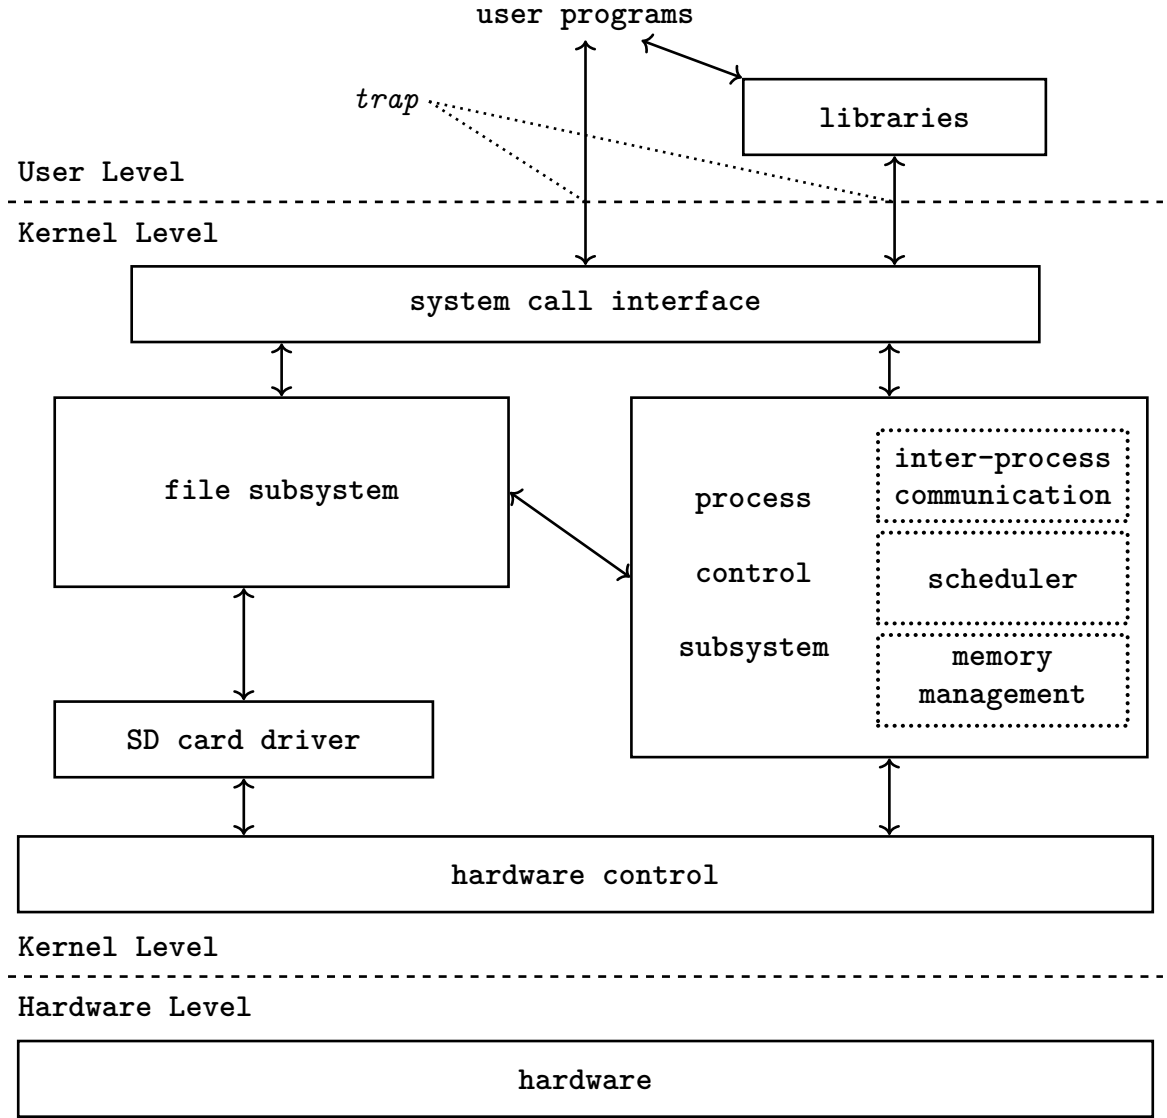 user programs
trap
libraries
User Level
Kernel Level
system call interface
file subsystem
process
control
subsystem
inter-process
communication
scheduler
memory
management
SD card driver
hardware control
Kernel Level
Hardware Level
hardware